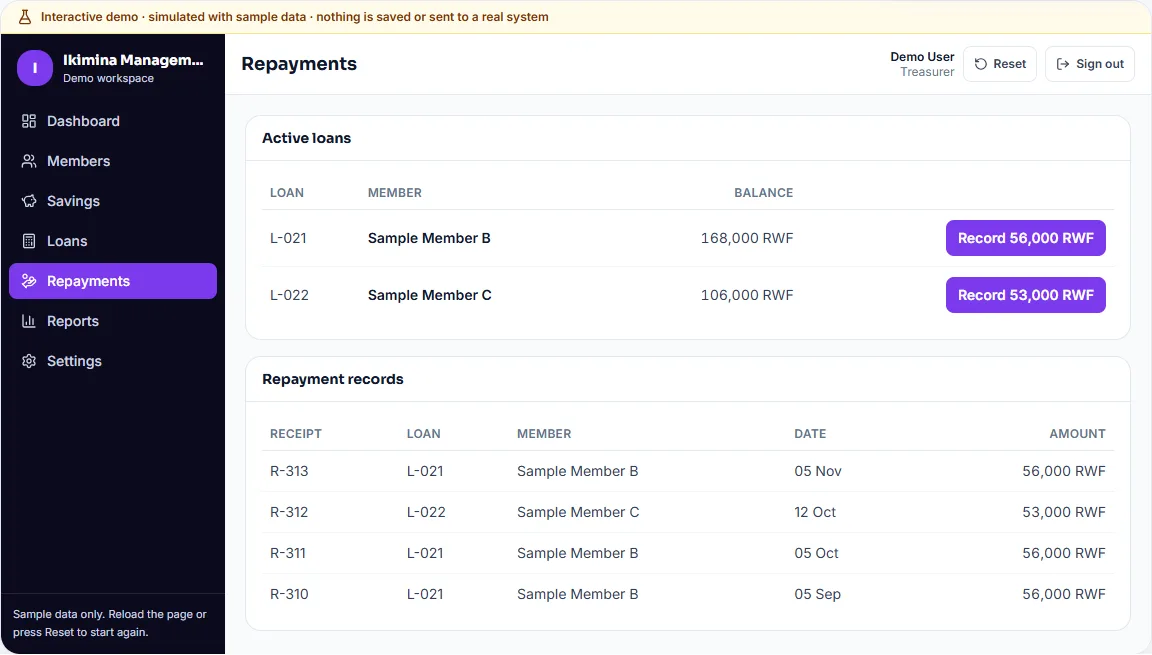 Interactive demo · simulated with sample data · nothing is saved or sent to a real system
I
Ikimina Managem...
Demo workspace
Dashboard
Members
Savings
Loans
Repayments
Reports
Settings
Sample data only. Reload the page or
press Reset to start again.
Repayments
Demo User
Treasurer
Reset
Sign out
Active loans
LOAN MEMBER BALANCE
L-021 Sample Member B 168,000 RWF Record 56,000 RWF
L-022 Sample Member C 106,000 RWF Record 53,000 RWF
Repayment records
RECEIPT LOAN MEMBER DATE AMOUNT
R-313 L-021 Sample Member B 05 Nov 56,000 RWF
R-312 L-022 Sample Member C 12 Oct 53,000 RWF
R-311 L-021 Sample Member B 05 Oct 56,000 RWF
R-310 L-021 Sample Member B 05 Sep 56,000 RWF